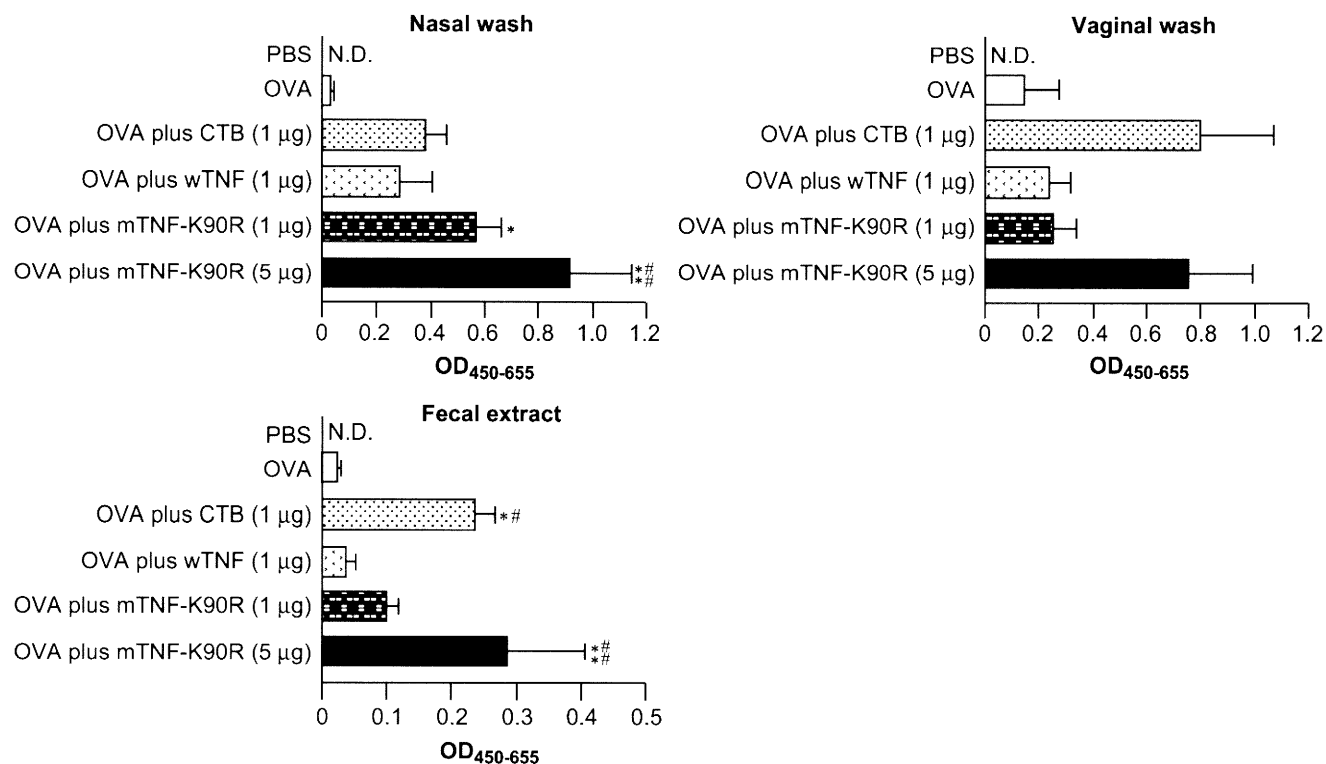 Nasal wash
PBS N.D.
OVA
OVA plus CTB (1 μg)
OVA plus wTNF (1 μg)
OVA plus mTNF-K90R (1 μg) *
OVA plus mTNF-K90R (5 μg) *#
*#
0 0.2 0.4 0.6 0.8 1.0 1.2
OD450-655
Vaginal wash
PBS N.D.
OVA
OVA plus CTB (1 μg)
OVA plus wTNF (1 μg)
OVA plus mTNF-K90R (1 μg)
OVA plus mTNF-K90R (5 μg)
0 0.2 0.4 0.6 0.8 1.0 1.2
OD450-655
Fecal extract
PBS N.D.
OVA
OVA plus CTB (1 μg) *#
OVA plus wTNF (1 μg)
OVA plus mTNF-K90R (1 μg)
OVA plus mTNF-K90R (5 μg) *#
*#
0 0.1 0.2 0.3 0.4 0.5
OD450-655